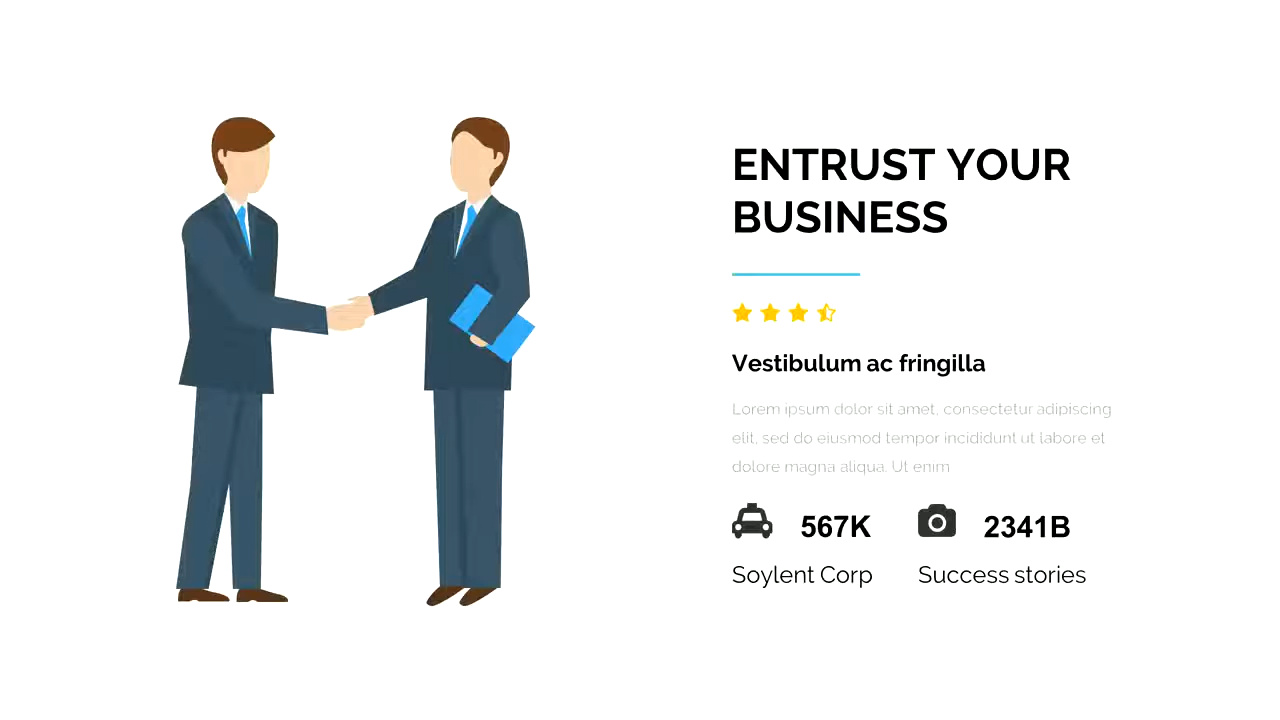 ENTRUST YOUR
BUSINESS
Vestibulum ac fringilla
Lorem ipsum dolor sit amet, consectetur adipiscing
elit, sed do eiusmod tempor incididunt ut labore et
dolore magna aliqua. Ut enim
567K
2341B
Soylent Corp
Success stories